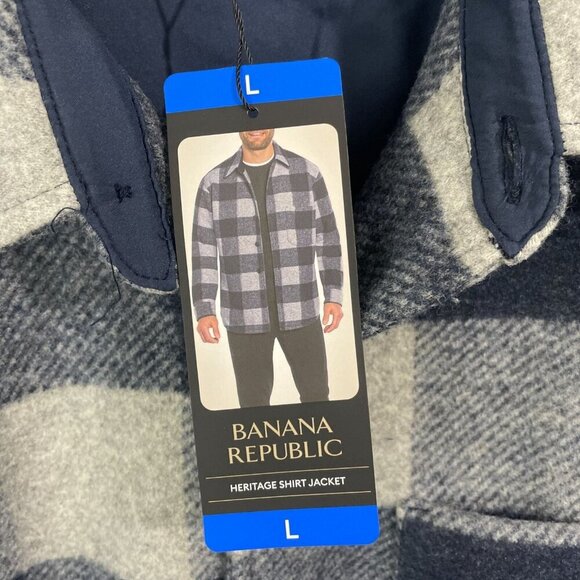 L
BANANA
REPUBLIC
HERITAGE SHIRT JACKET
L